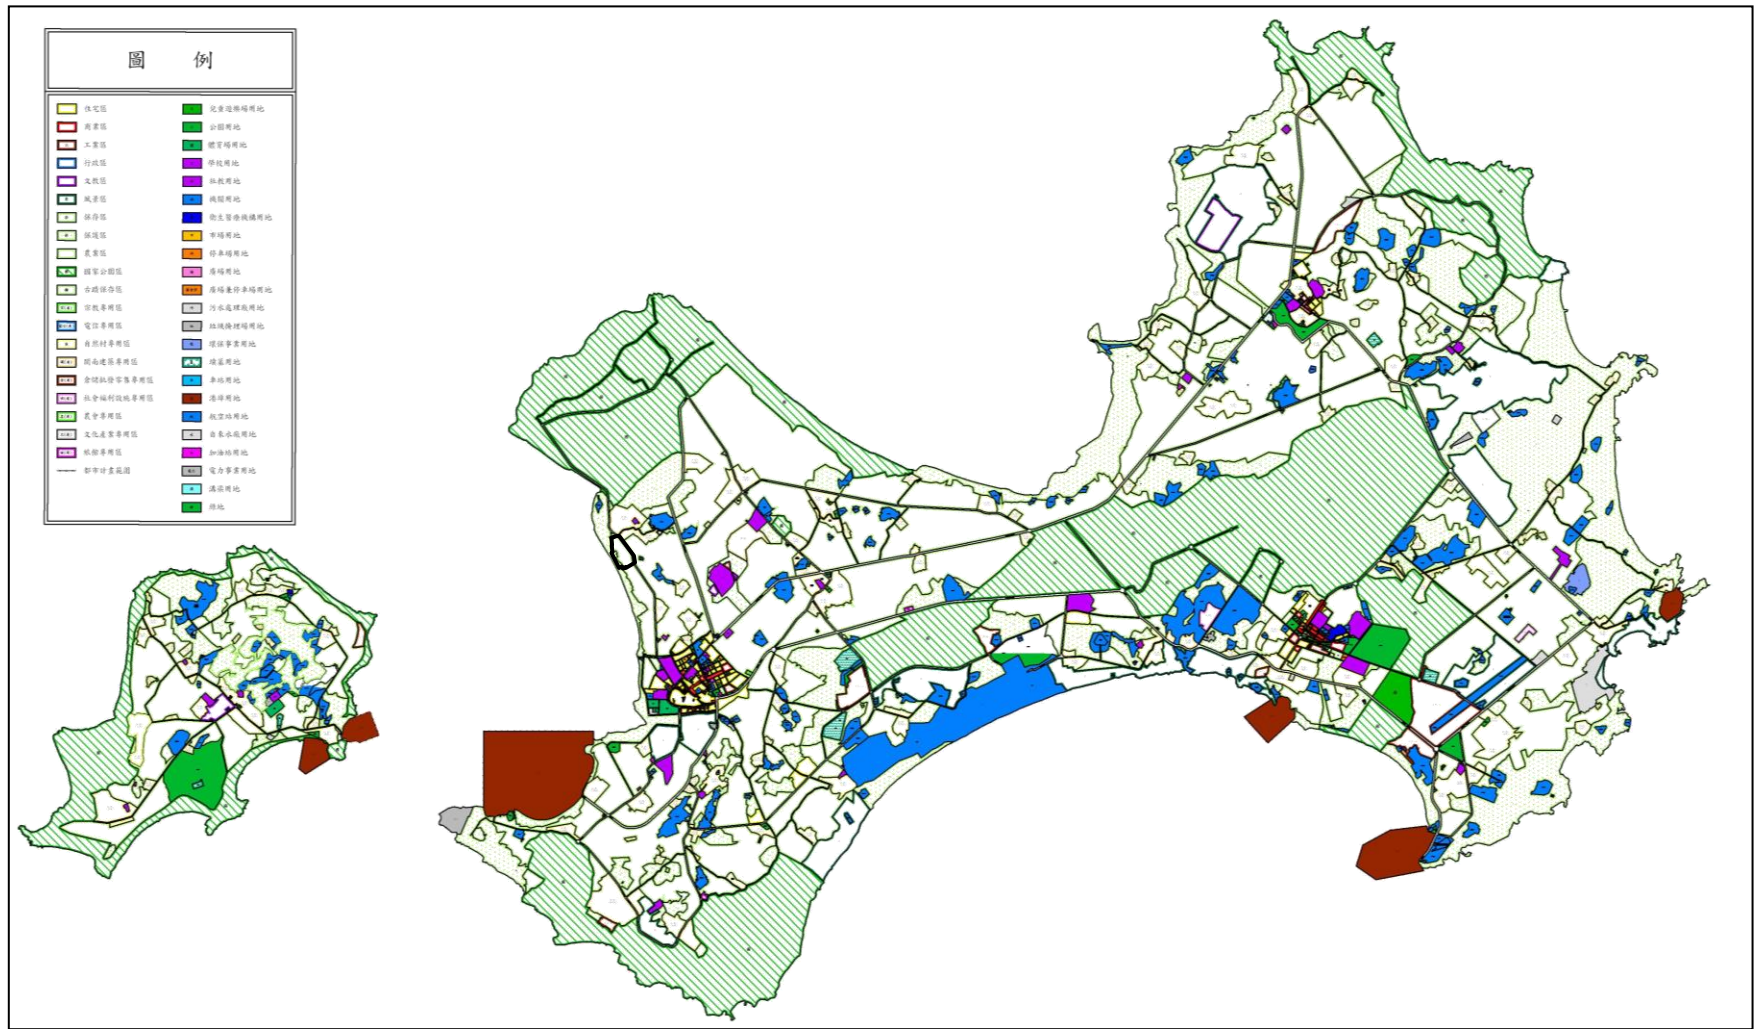 圖 例
住宅區
商業區
工業區
行政區
文教區
風景區
保存區
保護區
農業區
國家公園區
古蹟保存區
宗教專用區
電信專用區
自然村專用區
閩南建築專用區
倉儲批發零售專用區
社會福利設施專用區
農會專用區
文化產業專用區
旅館專用區
都市計畫範圍
兒童遊樂場用地
公園用地
體育場用地
學校用地
社教用地
機關用地
衛生醫療機構用地
市場用地
停車場用地
廣場用地
廣場兼停車場用地
污水處理廠用地
垃圾掩埋場用地
環保事業用地
墳墓用地
車站用地
港埠用地
航空站用地
自來水廠用地
加油站用地
電力事業用地
溝渠用地
綠地